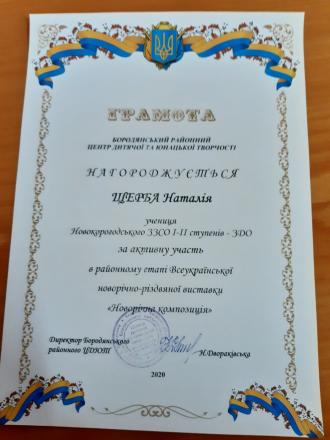 ГРАМОТА
БОРОДЯНСЬКИЙ РАЙОННИЙ
ЦЕНТР ДИТЯЧОЇ ТА ЮНАЦЬКОЇ ТВОРЧОСТІ
НАГОРОДЖУЄТЬСЯ
ЩЕРБА Наталія
учениця
Новокорогодського ЗЗСО І-ІІ ступенів - ЗДО
за активну участь
в районному етапі Всеукраїнської
новорічно-різдвяної виставки
«Новорічна композиція»
Директор Бородянського
районного ЦДЮТ
Н.Двораківська
2020